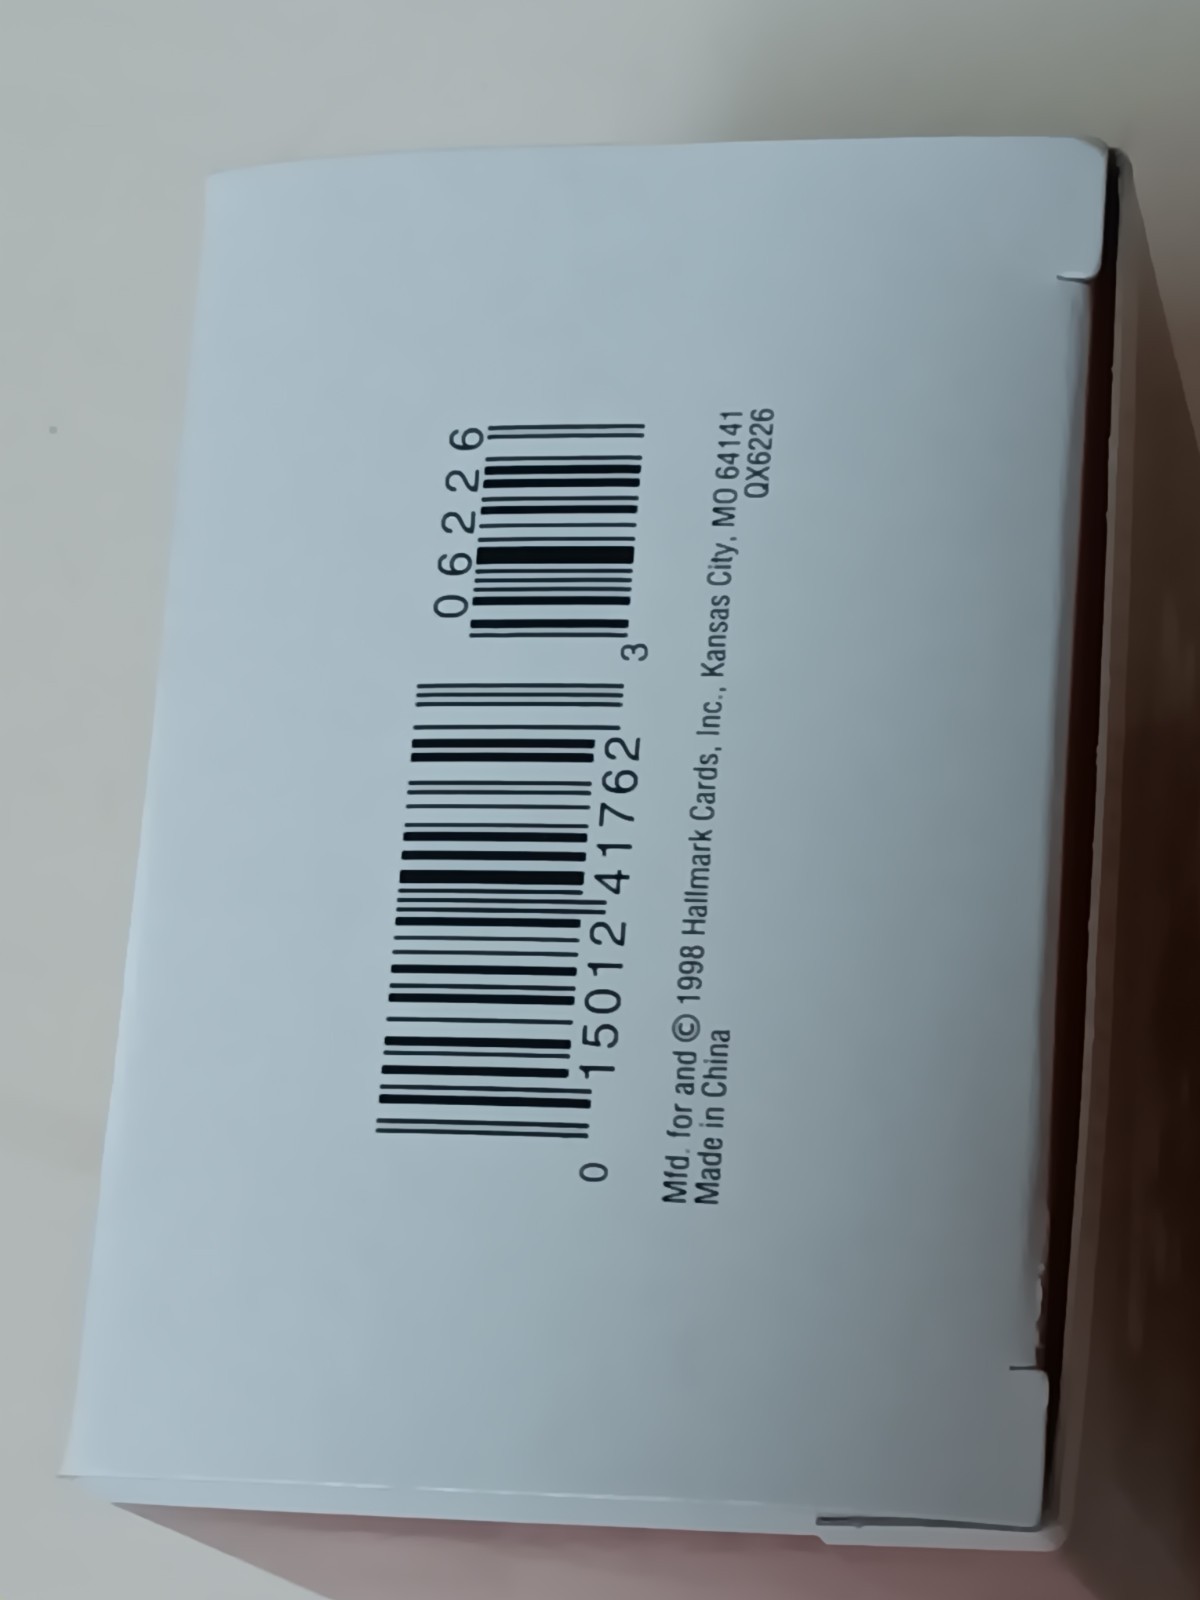 06226
0 15012 41762 3
Mfd. for and © 1998 Hallmark Cards, Inc., Kansas City, MO 64141
Made in China QX6226